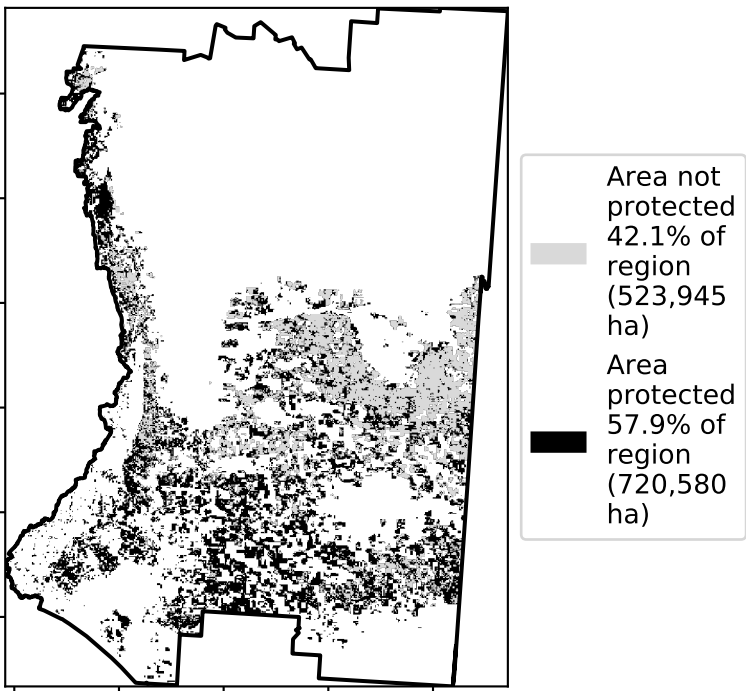 Area not
protected
42.1% of
region
(523,945
ha)
Area
protected
57.9% of
region
(720,580
ha)